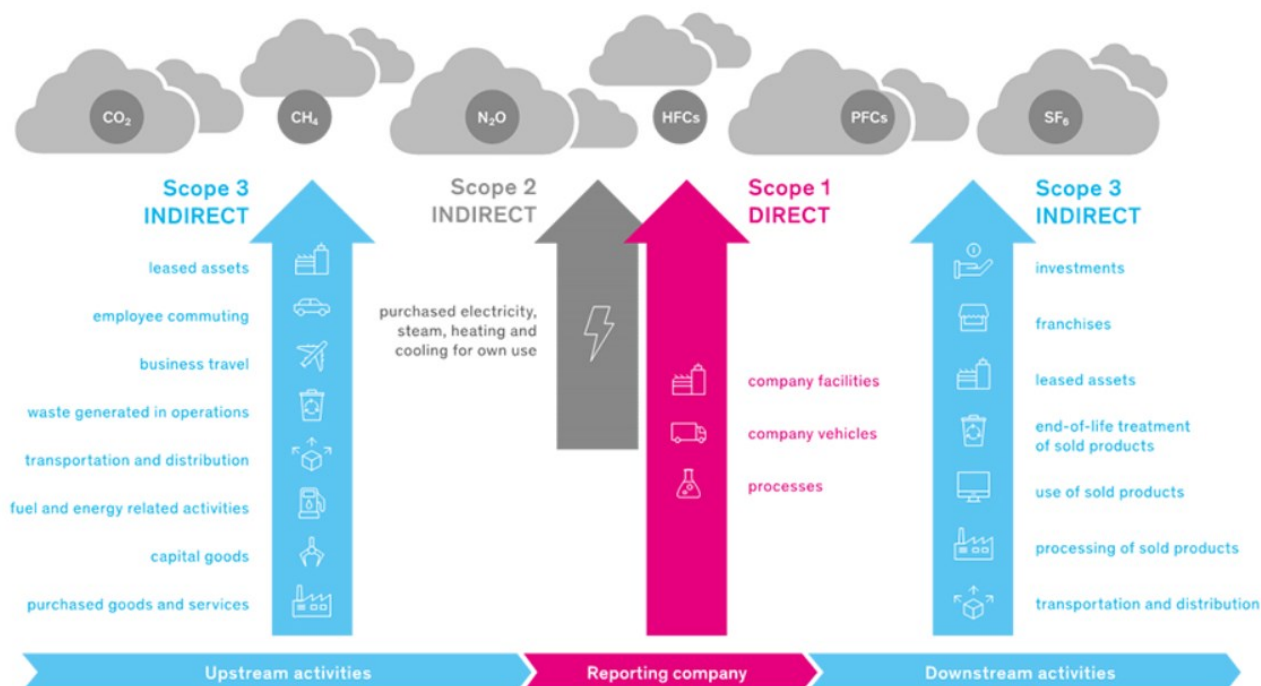 CO₂
CH₄
N₂O
HFCs
PFCs
SF₆
Scope 3
INDIRECT
leased assets
employee commuting
business travel
waste generated in operations
transportation and distribution
fuel and energy related activities
capital goods
purchased goods and services
Scope 2
INDIRECT
purchased electricity,
steam, heating and
cooling for own use
Scope 1
DIRECT
company facilities
company vehicles
processes
Scope 3
INDIRECT
investments
franchises
leased assets
end-of-life treatment
of sold products
use of sold products
processing of sold products
transportation and distribution
Upstream activities
Reporting company
Downstream activities